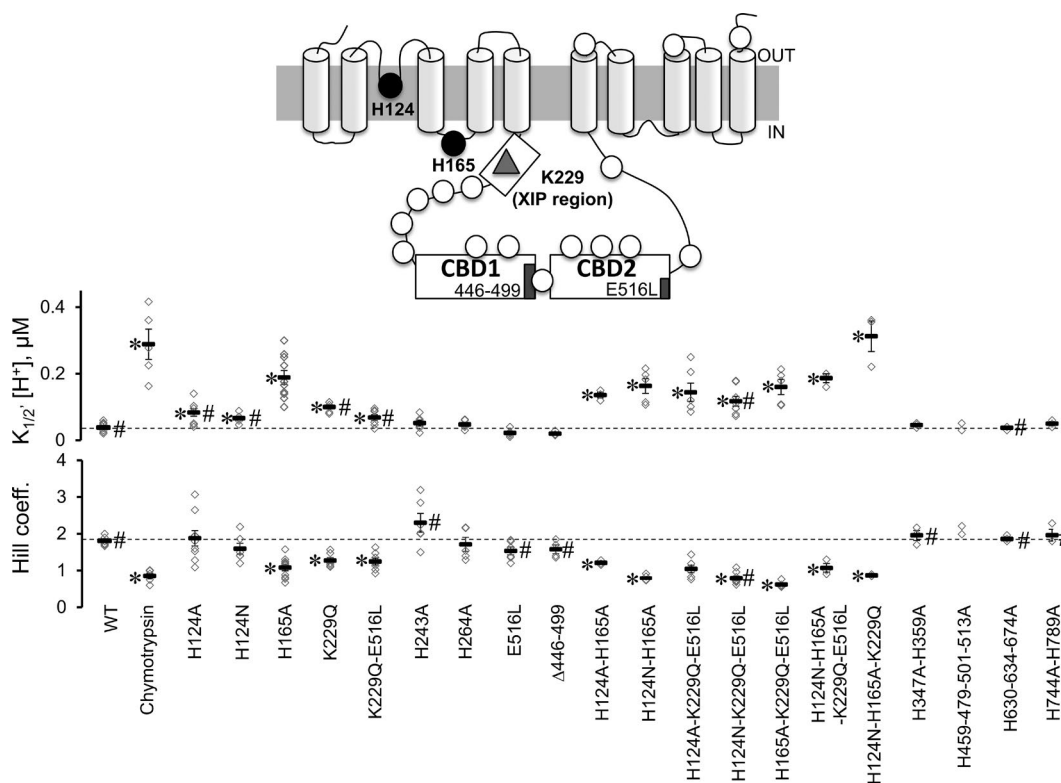 OUT
H124
IN
H165
K229
(XIP region)
CBD1
446-499
CBD2
E516L
K1/2' [H+], µM
0.4
0.2
0
* # * # * # * * # * # * * * * # * * * #
Hill coeff.
4
3
2
1
0
# * * * * # # # * * * # * * * # #
WT
Chymotrypsin
H124A
H124N
H165A
K229Q
K229Q-E516L
H243A
H264A
E516L
Δ446-499
H124A-H165A
H124N-H165A
H124A-K229Q-E516L
H124N-K229Q-E516L
H165A-K229Q-E516L
H124N-H165A
-K229Q-E516L
H124N-H165A-K229Q
H347A-H359A
H459-479-501-513A
H630-634-674A
H744A-H789A